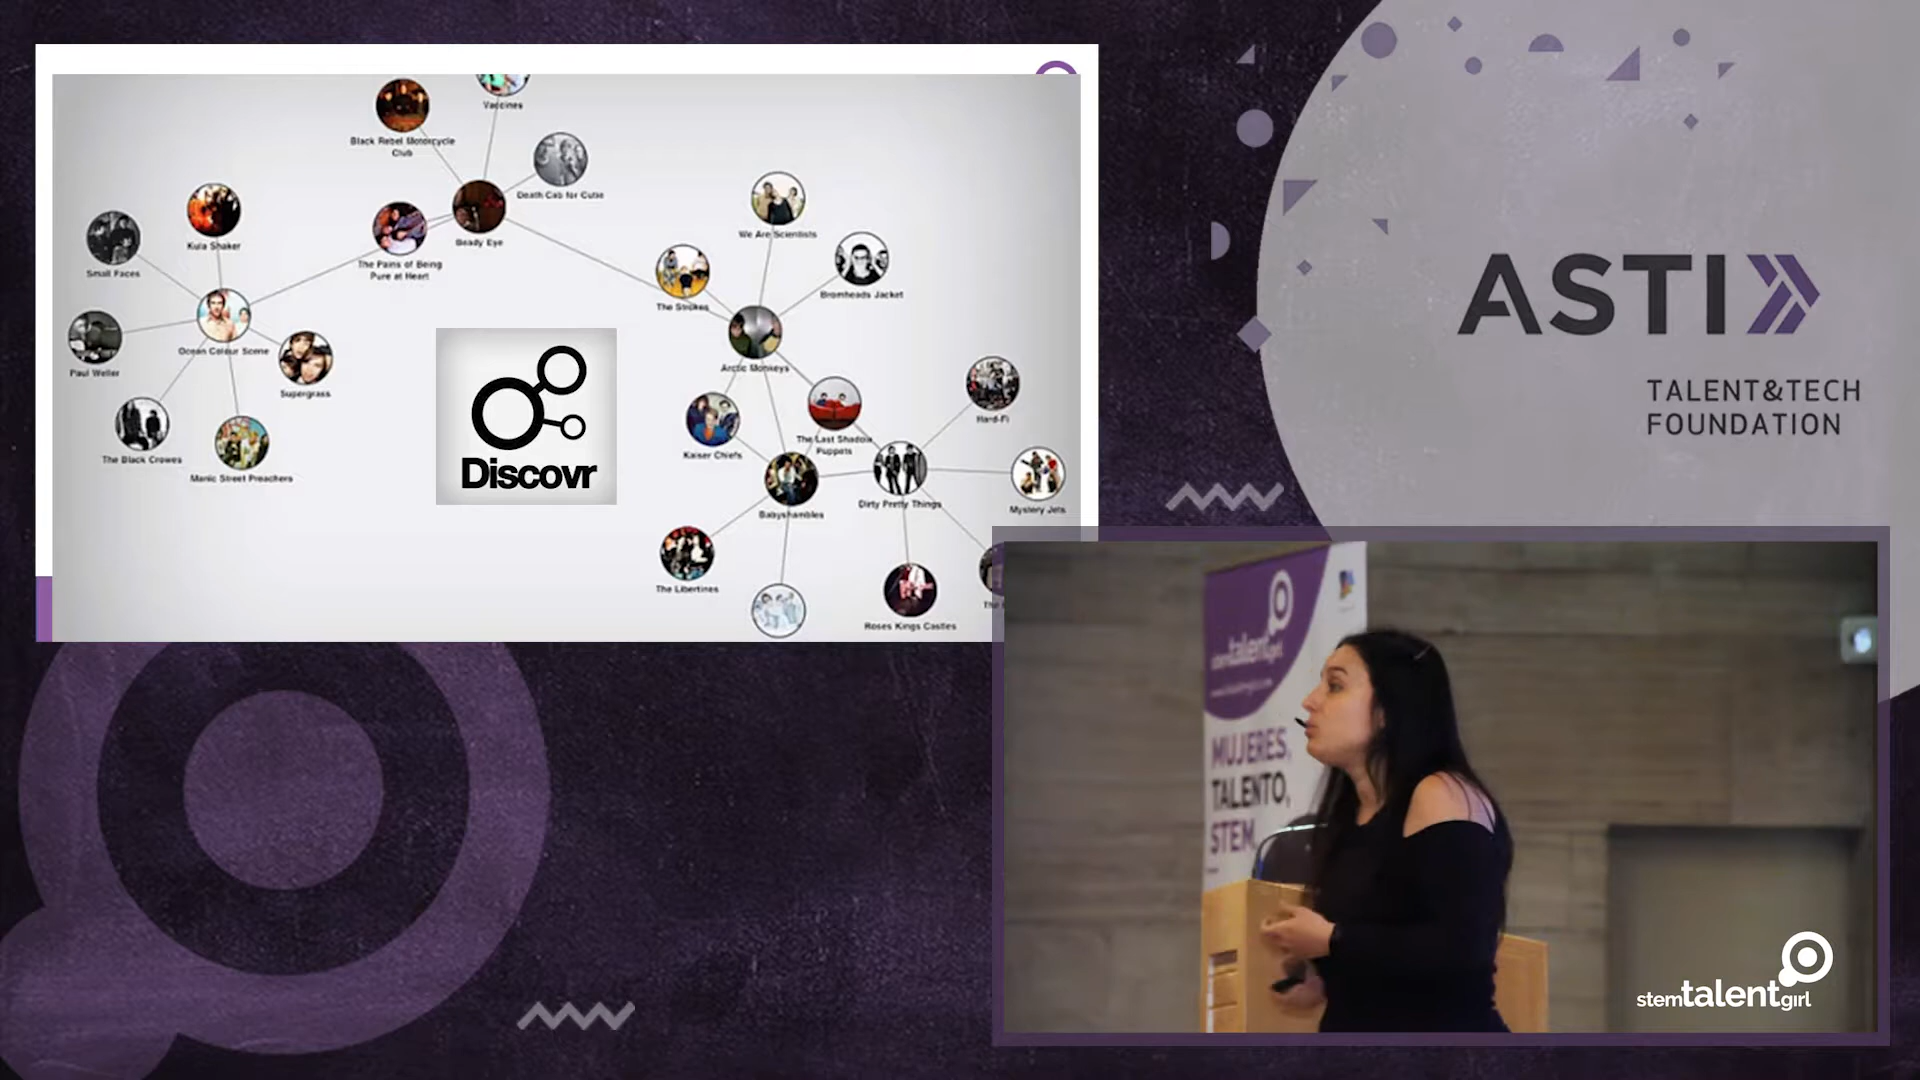 Vaccines
Black Rebel Motorcycle
Club
Death Cab for Cutie
Kula Shaker
Small Faces
The Pains of Being
Pure at Heart
Beady Eye
We Are Scientists
Bromheads Jacket
The Strokes
Paul Weller
Ocean Colour Scene
Supergrass
Arctic Monkeys
The Black Crowes
Manic Street Preachers
Kaiser Chiefs
The Last Shadow
Puppets
Hard-Fi
Babyshambles
Dirty Pretty Things
Mystery Jets
The Libertines
Roses Kings Castles
The
Discovr
ASTI
TALENT&TECH
FOUNDATION
stemtalentgirl
MUJERES,
TALENTO,
STEM
stemtalentgirl